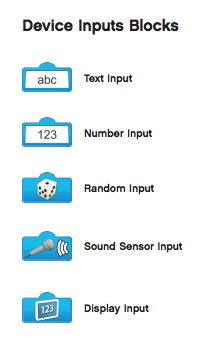 Device Inputs Blocks
abc
Text Input
123
Number Input
Random Input
Sound Sensor Input
123
Display Input